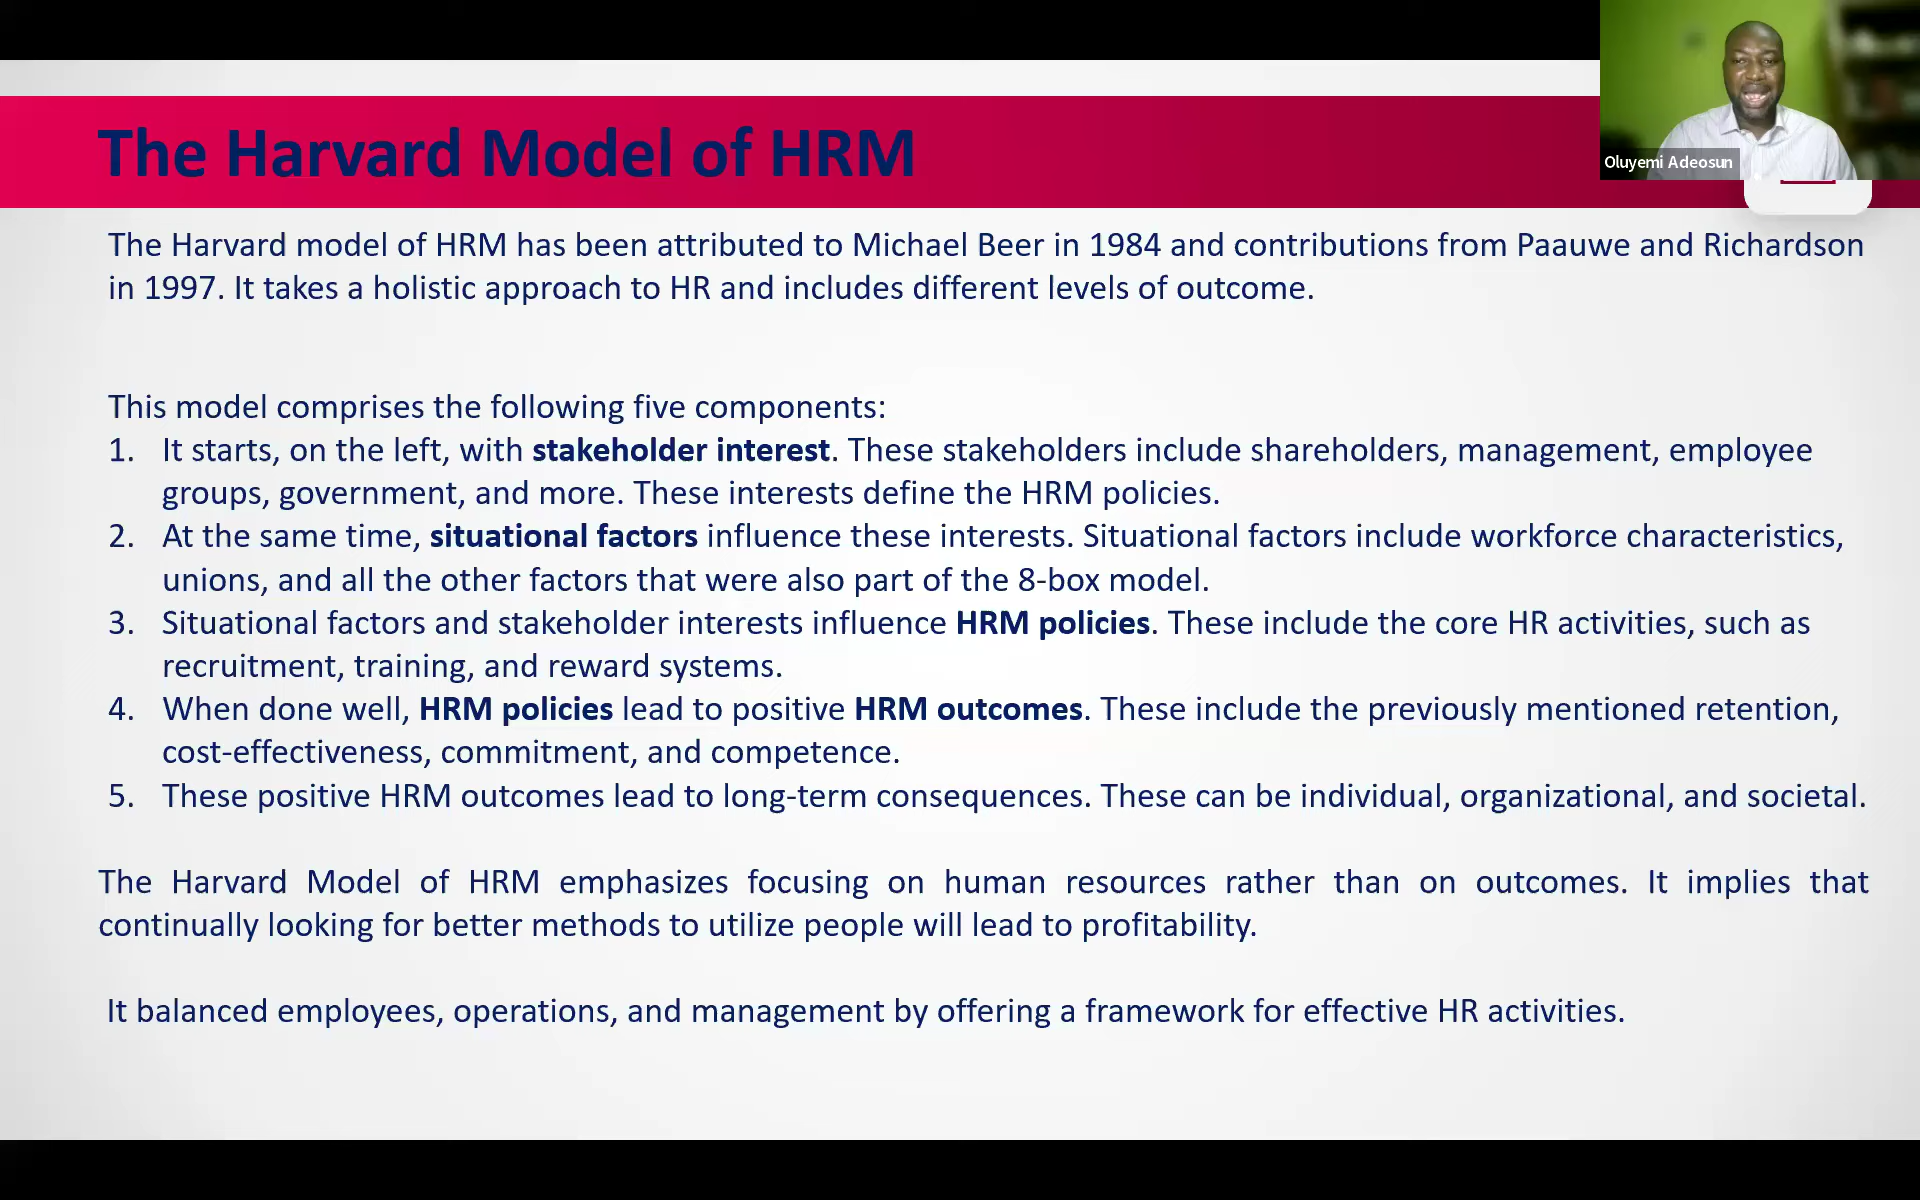 Oluyemi Adeosun
The Harvard Model of HRM
The Harvard model of HRM has been attributed to Michael Beer in 1984 and contributions from Paauwe and Richardson
in 1997. It takes a holistic approach to HR and includes different levels of outcome.
This model comprises the following five components:
1. It starts, on the left, with stakeholder interest. These stakeholders include shareholders, management, employee
groups, government, and more. These interests define the HRM policies.
2. At the same time, situational factors influence these interests. Situational factors include workforce characteristics,
unions, and all the other factors that were also part of the 8-box model.
3. Situational factors and stakeholder interests influence HRM policies. These include the core HR activities, such as
recruitment, training, and reward systems.
4. When done well, HRM policies lead to positive HRM outcomes. These include the previously mentioned retention,
cost-effectiveness, commitment, and competence.
5. These positive HRM outcomes lead to long-term consequences. These can be individual, organizational, and societal.
The Harvard Model of HRM emphasizes focusing on human resources rather than on outcomes. It implies that
continually looking for better methods to utilize people will lead to profitability.
It balanced employees, operations, and management by offering a framework for effective HR activities.